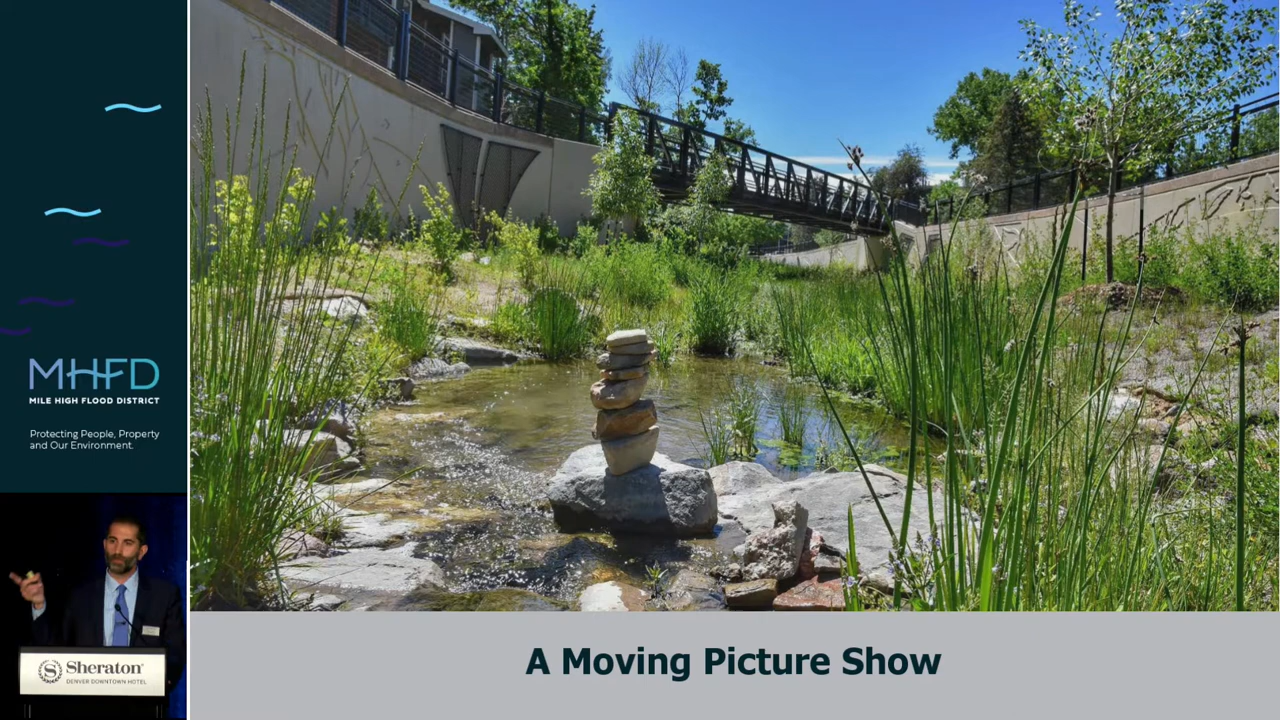 MHFD
MILE HIGH FLOOD DISTRICT
Protecting People, Property
and Our Environment.
S
Sheraton
DENVER DOWNTOWN HOTEL
A Moving Picture Show